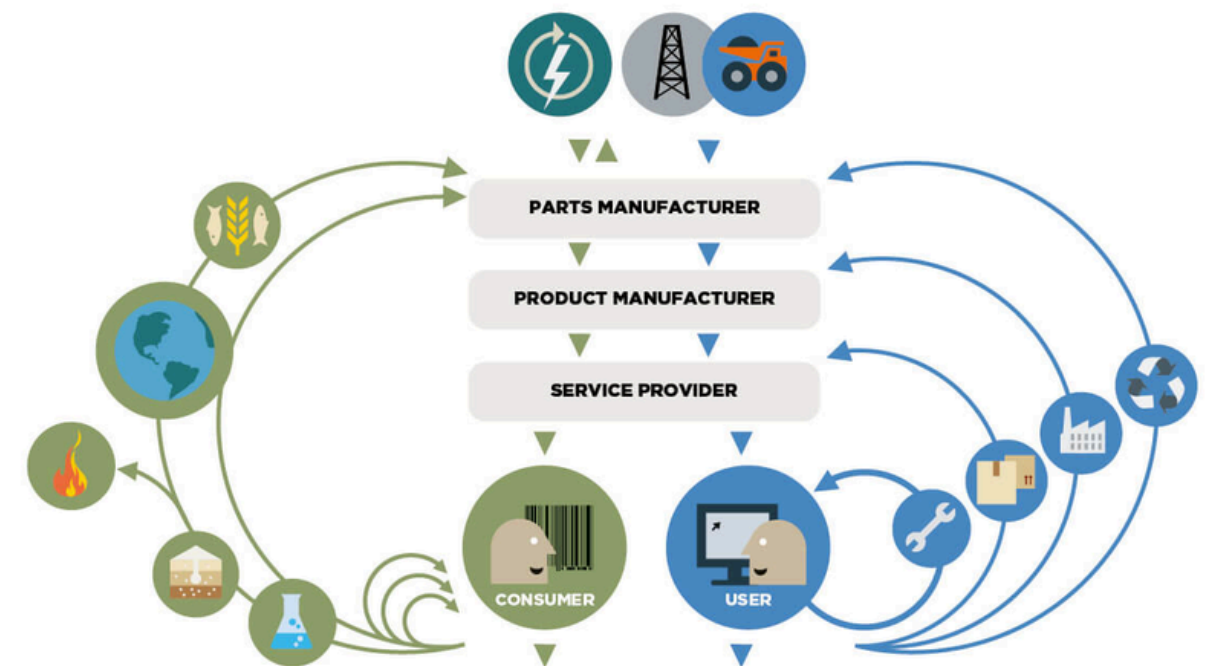 PARTS MANUFACTURER
PRODUCT MANUFACTURER
SERVICE PROVIDER
CONSUMER
USER